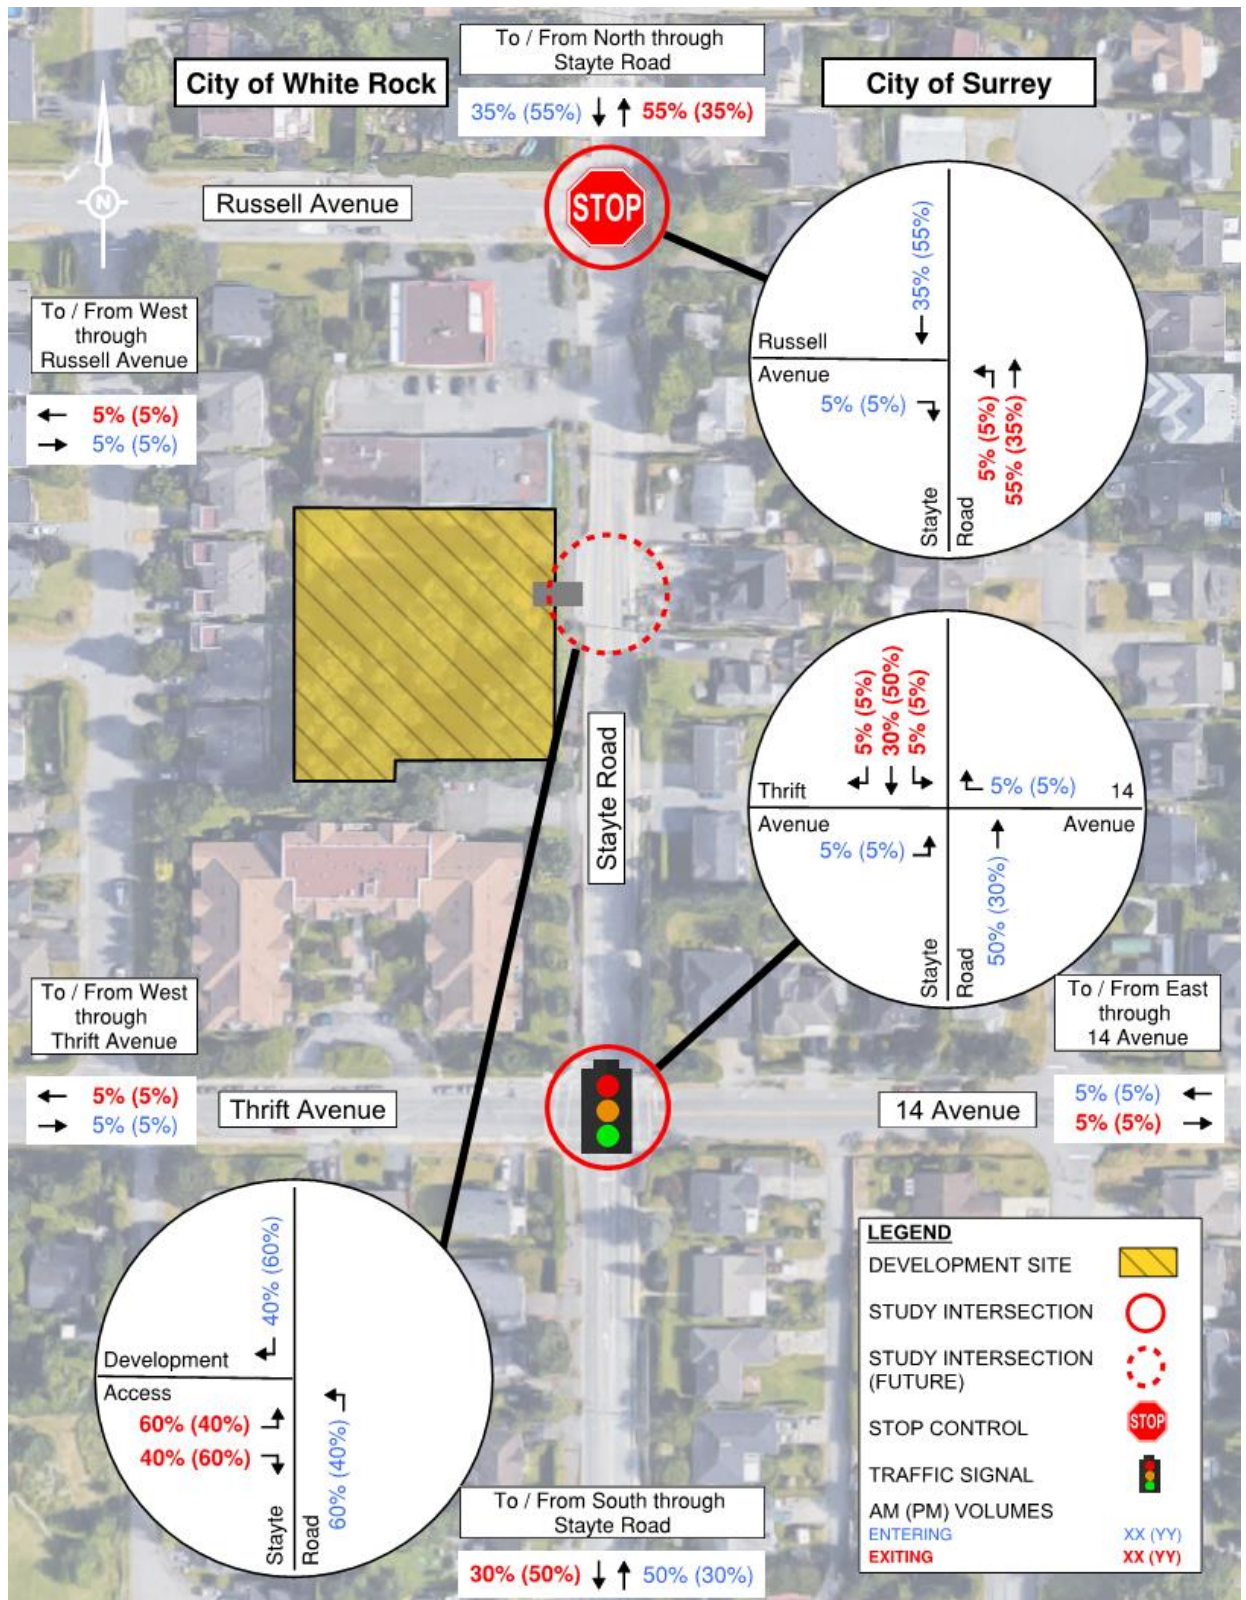 To / From North through
Stayte Road
City of White Rock
City of Surrey
35% (55%) 55% (35%)
Russell Avenue
STOP
35% (55%)
Russell
Avenue
5% (5%)
5% (5%)
55% (35%)
Stayte
Road
To / From West
through
Russell Avenue
5% (5%)
5% (5%)
N
Stayte Road
5% (5%)
30% (50%)
5% (5%)
Thrift
5% (5%)
14
Avenue
Avenue
5% (5%)
50% (30%)
Stayte
Road
To / From West
through
Thrift Avenue
5% (5%)
5% (5%)
Thrift Avenue
14 Avenue
To / From East
through
14 Avenue
5% (5%)
5% (5%)
40% (60%)
Development
Access
60% (40%)
40% (60%)
60% (40%)
Stayte
Road
To / From South through
Stayte Road
30% (50%) 50% (30%)
LEGEND
DEVELOPMENT SITE
STUDY INTERSECTION
STUDY INTERSECTION
(FUTURE)
STOP CONTROL STOP
TRAFFIC SIGNAL
AM (PM) VOLUMES
ENTERING XX (YY)
EXITING XX (YY)